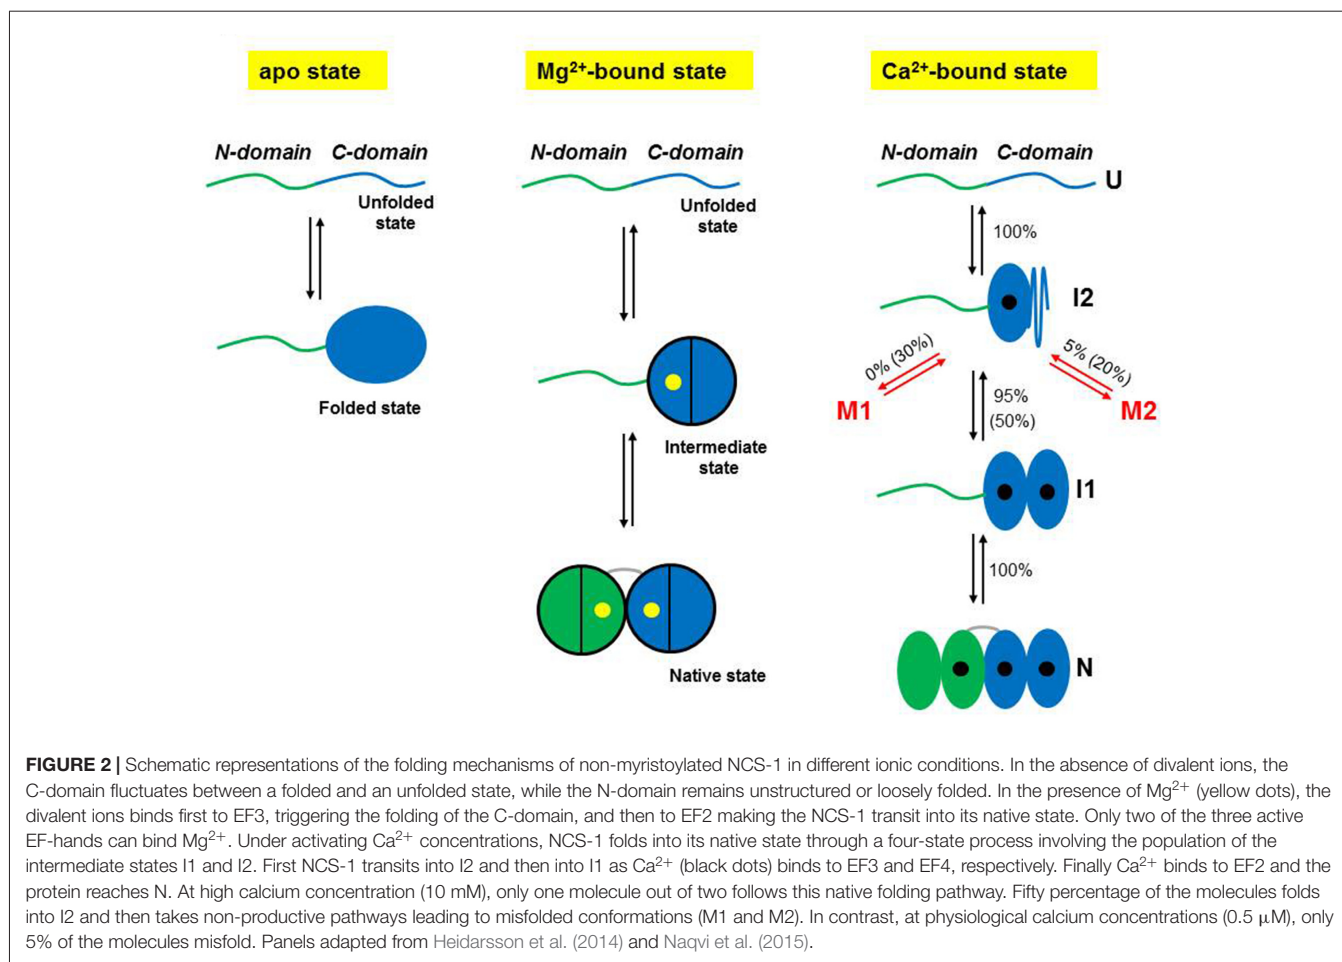 apo state
Mg²⁺-bound state
Ca²⁺-bound state
N-domain C-domain
N-domain C-domain
N-domain C-domain
U
Unfolded
state
Unfolded
state
100%
I2
0% (30%)
5% (20%)
M1
M2
95%
(50%)
Folded state
Intermediate
state
I1
100%
N
Native state
FIGURE 2 | Schematic representations of the folding mechanisms of non-myristoylated NCS-1 in different ionic conditions. In the absence of divalent ions, the
C-domain fluctuates between a folded and an unfolded state, while the N-domain remains unstructured or loosely folded. In the presence of Mg²⁺ (yellow dots), the
divalent ions binds first to EF3, triggering the folding of the C-domain, and then to EF2 making the NCS-1 transit into its native state. Only two of the three active
EF-hands can bind Mg²⁺. Under activating Ca²⁺ concentrations, NCS-1 folds into its native state through a four-state process involving the population of the
intermediate states I1 and I2. First NCS-1 transits into I2 and then into I1 as Ca²⁺ (black dots) binds to EF3 and EF4, respectively. Finally Ca²⁺ binds to EF2 and the
protein reaches N. At high calcium concentration (10 mM), only one molecule out of two follows this native folding pathway. Fifty percentage of the molecules folds
into I2 and then takes non-productive pathways leading to misfolded conformations (M1 and M2). In contrast, at physiological calcium concentrations (0.5 μM), only
5% of the molecules misfold. Panels adapted from Heidarsson et al. (2014) and Naqvi et al. (2015).